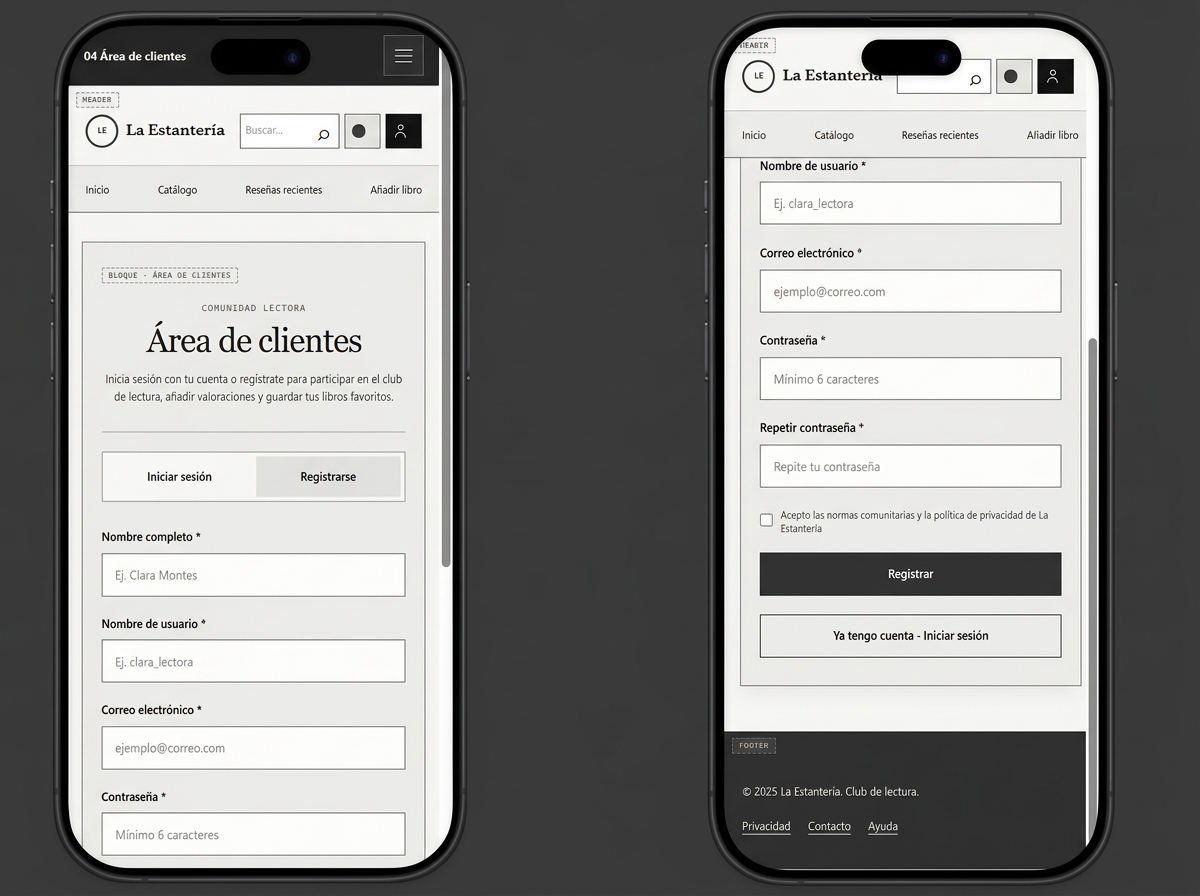 04 Área de clientes
MEADER
LE
La Estantería
Buscar...
Inicio
Catálogo
Reseñas recientes
Añadir libro
BLOQUE - ÁREA DE CLIENTES
COMUNIDAD LECTORA
Área de clientes
Inicia sesión con tu cuenta o regístrate para participar en el club
de lectura, añadir valoraciones y guardar tus libros favoritos.
Iniciar sesión
Registrarse
Nombre completo *
Ej. Clara Montes
Nombre de usuario *
Ej. clara_lectora
Correo electrónico *
ejemplo@correo.com
Contraseña *
Mínimo 6 caracteres
LE
La Estantería
Inicio
Catálogo
Reseñas recientes
Añadir libro
Nombre de usuario *
Ej. clara_lectora
Correo electrónico *
ejemplo@correo.com
Contraseña *
Mínimo 6 caracteres
Repetir contraseña *
Repite tu contraseña
Acepto las normas comunitarias y la política de privacidad de La
Estantería
Registrar
Ya tengo cuenta - Iniciar sesión
FOOTER
© 2025 La Estantería. Club de lectura.
Privacidad
Contacto
Ayuda